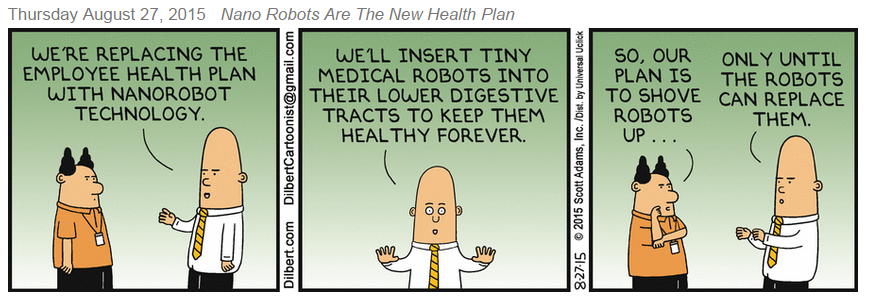 Thursday August 27, 2015 Nano Robots Are The New Health Plan
WE'RE REPLACING THE
EMPLOYEE HEALTH PLAN
WITH NANOROBOT
TECHNOLOGY.
Dilbert.com DilbertCartoonist@gmail.com
WE'LL INSERT TINY
MEDICAL ROBOTS INTO
THEIR LOWER DIGESTIVE
TRACTS TO KEEP THEM
HEALTHY FOREVER.
8-27-15 © 2015 Scott Adams, Inc. /Dist. by Universal Uclick
SO, OUR
PLAN IS
TO SHOVE
ROBOTS
UP . . .
ONLY UNTIL
THE ROBOTS
CAN REPLACE
THEM.